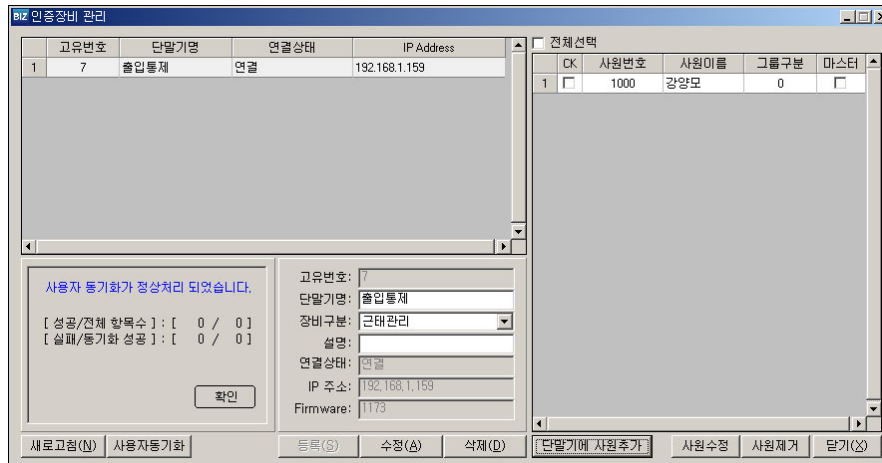 BIZ 인증장비 관리
고유번호 단말기명 연결상태 IP Address
1 7 출입통제 연결 192.168.1.159
전체선택
CK 사원번호 사원이름 그룹구분 마스터
1 1000 강양모 0
사용자 동기화가 정상처리 되었습니다.
[ 성공/전체 항목수 ] : [ 0 / 0 ]
[ 실패/동기화 성공 ] : [ 0 / 0 ]
확인
고유번호: 7
단말기명: 출입통제
장비구분: 근태관리
설명:
연결상태: 연결
IP 주소: 192.168.1.159
Firmware: 1173
새로고침(N) 사용자동기화 등록(S) 수정(A) 삭제(D) 단말기에 사원추가 사원수정 사원제거 닫기(X)